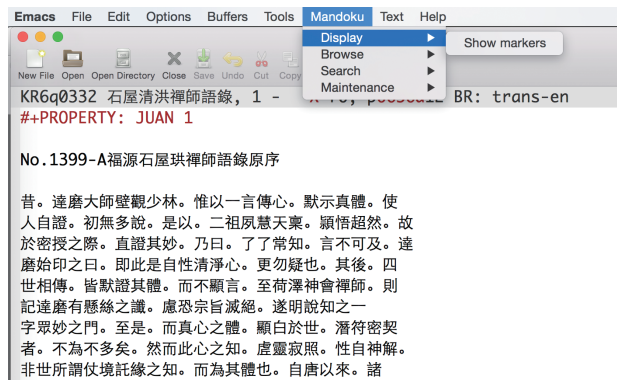 Emacs File Edit Options Buffers Tools Mandoku Text Help
Display
Show markers
Browse
Search
Maintenance
New File Open Open Directory Close Save Undo Cut Copy
KR6q0332 石屋清洪禪師語錄, 1 -
BR: trans-en
#+PROPERTY: JUAN 1
No.1399-A福源石屋珙禪師語錄原序
昔。達磨大師壁觀少林。惟以一言傳心。默示真體。使
人自證。初無多說。是以。二祖夙慧天稟。頴悟超然。故
於密授之際。直證其妙。乃曰。了了常知。言不可及。達
磨始印之曰。即此是自性清淨心。更勿疑也。其後。四
世相傳。皆默證其體。而不顯言。至荷澤神會禪師。則
記達磨有懸絲之讖。慮恐宗旨滅絕。遂明說知之一
字眾妙之門。至是。而真心之體。顯白於世。潛符密契
者。不為不多矣。然而此心之知。虗靈寂照。性自神解。
非世所謂仗境託緣之知。而為其體也。自唐以來。諸